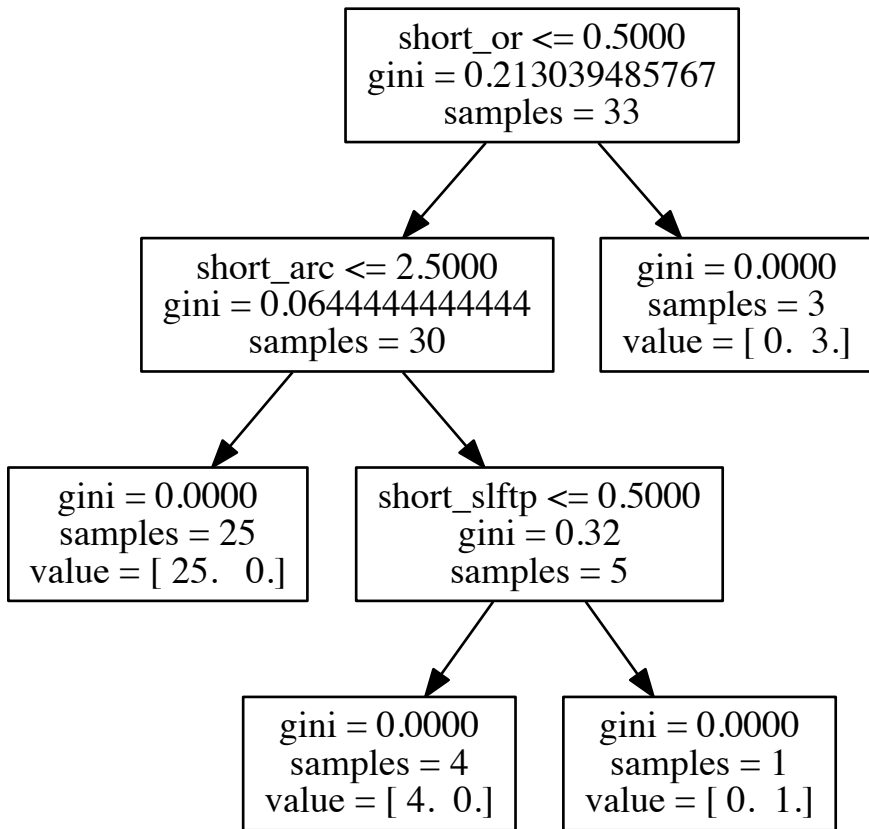 short_or <= 0.5000
gini = 0.213039485767
samples = 33
short_arc <= 2.5000
gini = 0.0644444444444
samples = 30
gini = 0.0000
samples = 3
value = [ 0.  3.]
gini = 0.0000
samples = 25
value = [ 25.   0.]
short_slftp <= 0.5000
gini = 0.32
samples = 5
gini = 0.0000
samples = 4
value = [ 4.  0.]
gini = 0.0000
samples = 1
value = [ 0.  1.]